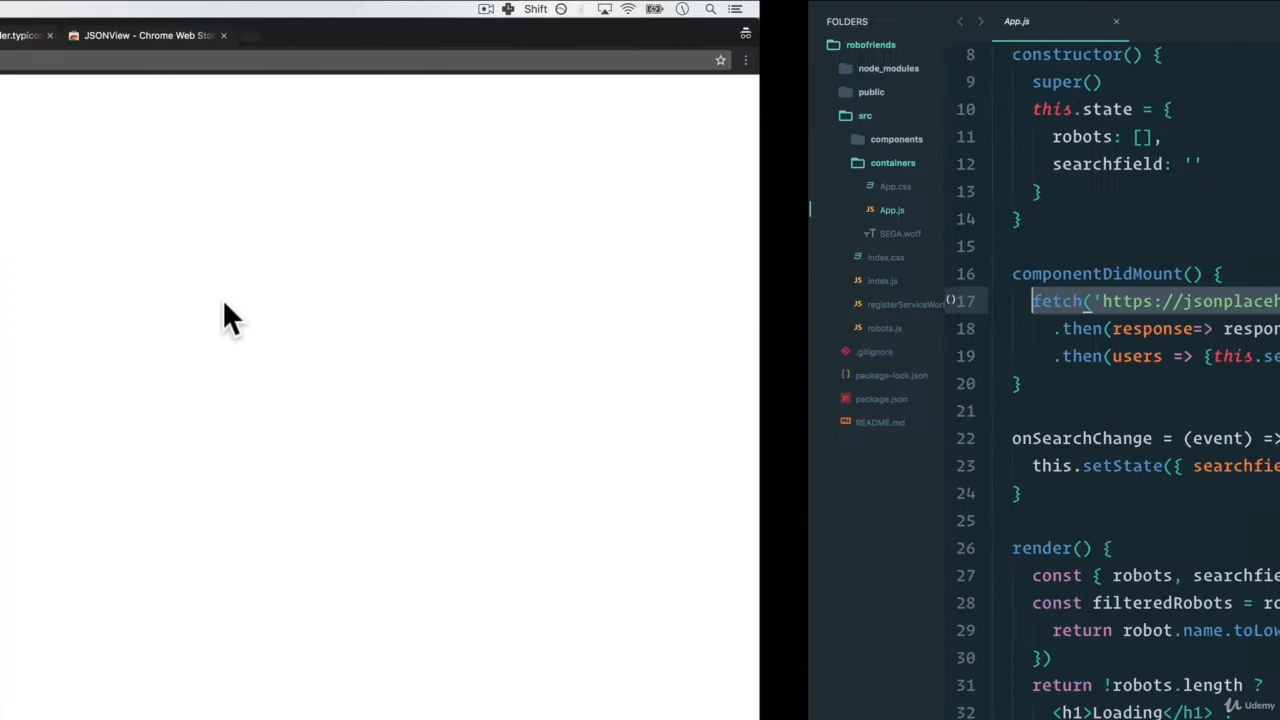 Shift
der.typico
JSONView - Chrome Web Stor
FOLDERS
robofriends
node_modules
public
src
components
containers
App.css
App.js
SEGA.woff
index.css
index.js
registerServiceWor
robots.js
.gitignore
package-lock.json
package.json
README.md
App.js
8 constructor() {
9 super()
10 this.state = {
11 robots: [],
12 searchfield: ''
13 }
14 }
15
16 componentDidMount() {
17 fetch('https://jsonplaceh
18 .then(response=> respon
19 .then(users => {this.se
20 }
21
22 onSearchChange = (event) =>
23 this.setState({ searchfie
24 }
25
26 render() {
27 const { robots, searchfie
28 const filteredRobots = ro
29 return robot.name.toLow
30 })
31 return !robots.length ?
32 <h1>Loading</h1>
Udemy